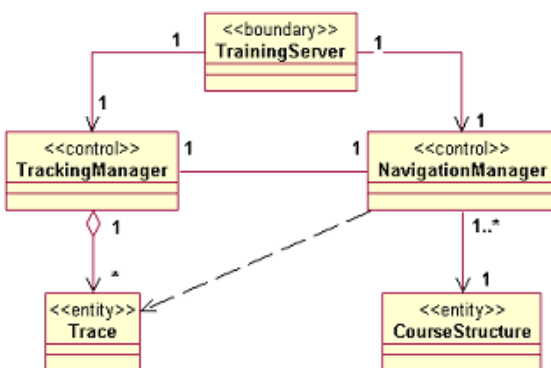 <<boundary>>
TrainingServer
1
1
1
1
<<control>>
TrackingManager
1
1
<<control>>
NavigationManager
1
1..*
*
1
<<entity>>
Trace
<<entity>>
CourseStructure